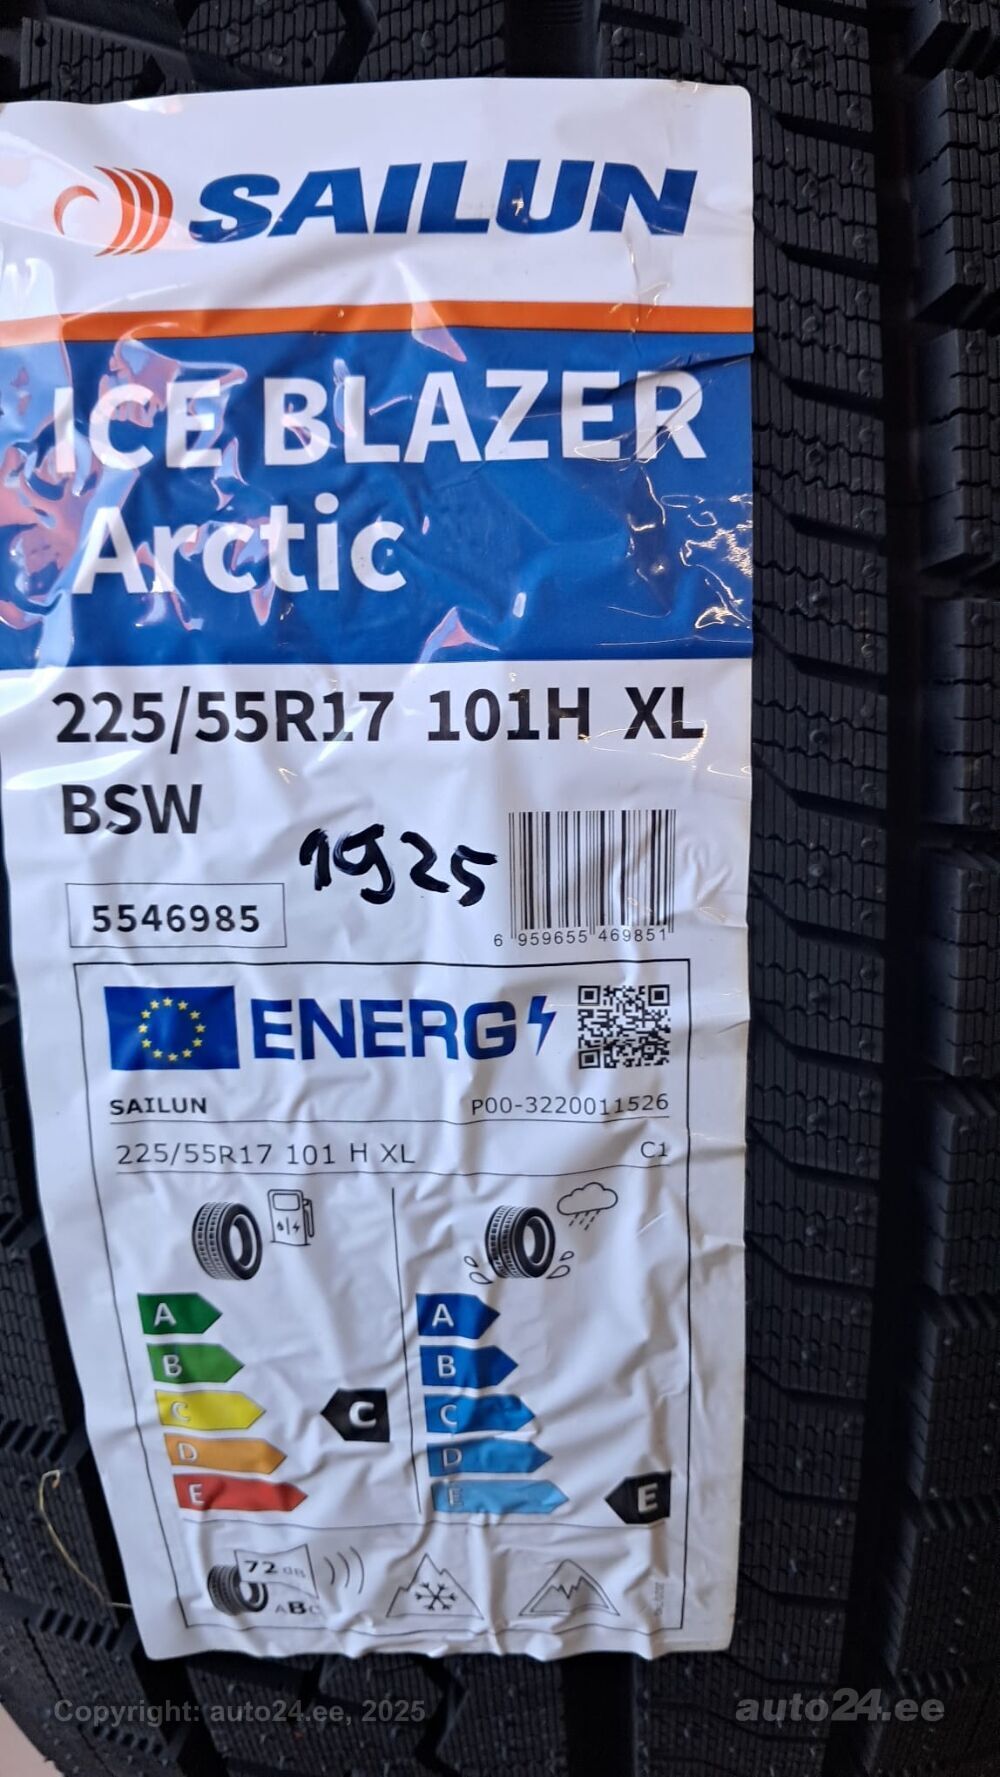 SAILUN
ICE BLAZER
Arctic
225/55R17 101H XL
BSW
1925
5546985
6 959655 469851
ENERG
SAILUN P00-3220011526
225/55R17 101 H XL C1
A A
B B
C C C
D D
E E E
72 dB
ABC
Copyright: auto24.ee, 2025
auto24.ee